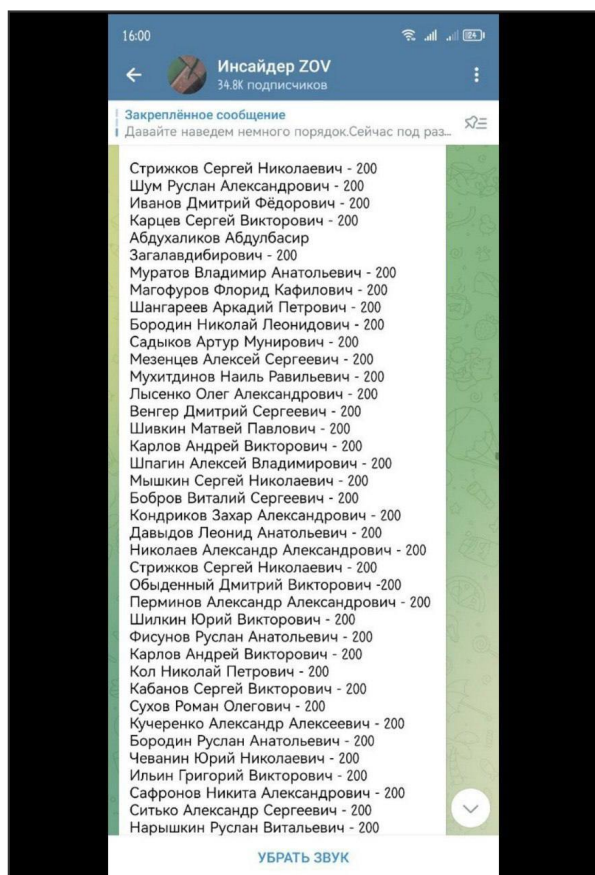 16:00
Инсайдер ZOV
34.8K подписчиков
Закреплённое сообщение
Давайте наведем немного порядок.Сейчас под раз...
Стрижков Сергей Николаевич - 200
Шум Руслан Александрович - 200
Иванов Дмитрий Фёдорович - 200
Карцев Сергей Викторович - 200
Абдухаликов Абдулбасир
Загалавдибирович - 200
Муратов Владимир Анатольевич - 200
Магофуров Флорид Кафилович - 200
Шангареев Аркадий Петрович - 200
Бородин Николай Леонидович - 200
Садыков Артур Мунирович - 200
Мезенцев Алексей Сергеевич - 200
Мухитдинов Наиль Равильевич - 200
Лысенко Олег Александрович - 200
Венгер Дмитрий Сергеевич - 200
Шивкин Матвей Павлович - 200
Карлов Андрей Викторович - 200
Шпагин Алексей Владимирович - 200
Мышкин Сергей Николаевич - 200
Бобров Виталий Сергеевич - 200
Кондриков Захар Александрович - 200
Давыдов Леонид Анатольевич - 200
Николаев Александр Александрович - 200
Стрижков Сергей Николаевич - 200
Обыденный Дмитрий Викторович -200
Перминов Александр Александрович - 200
Шилкин Юрий Викторович - 200
Фисунов Руслан Анатольевич - 200
Карлов Андрей Викторович - 200
Кол Николай Петрович - 200
Кабанов Сергей Викторович - 200
Сухов Роман Олегович - 200
Кучеренко Александр Алексеевич - 200
Бородин Руслан Анатольевич - 200
Чеванин Юрий Николаевич - 200
Ильин Григорий Викторович - 200
Сафронов Никита Александрович - 200
Ситько Александр Сергеевич - 200
Нарышкин Руслан Витальевич - 200
УБРАТЬ ЗВУК